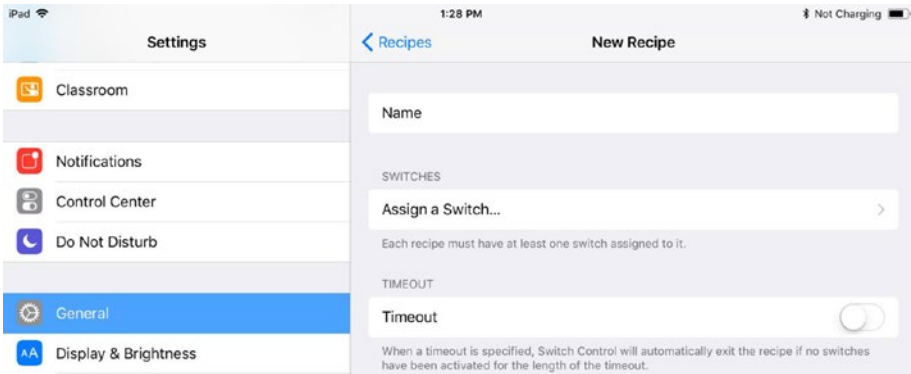 iPad
1:28 PM
Not Charging
Settings
Recipes
New Recipe
Classroom
Notifications
Control Center
Do Not Disturb
General
AA Display & Brightness
Name
SWITCHES
Assign a Switch...
Each recipe must have at least one switch assigned to it.
TIMEOUT
Timeout
When a timeout is specified, Switch Control will automatically exit the recipe if no switches
have been activated for the length of the timeout.